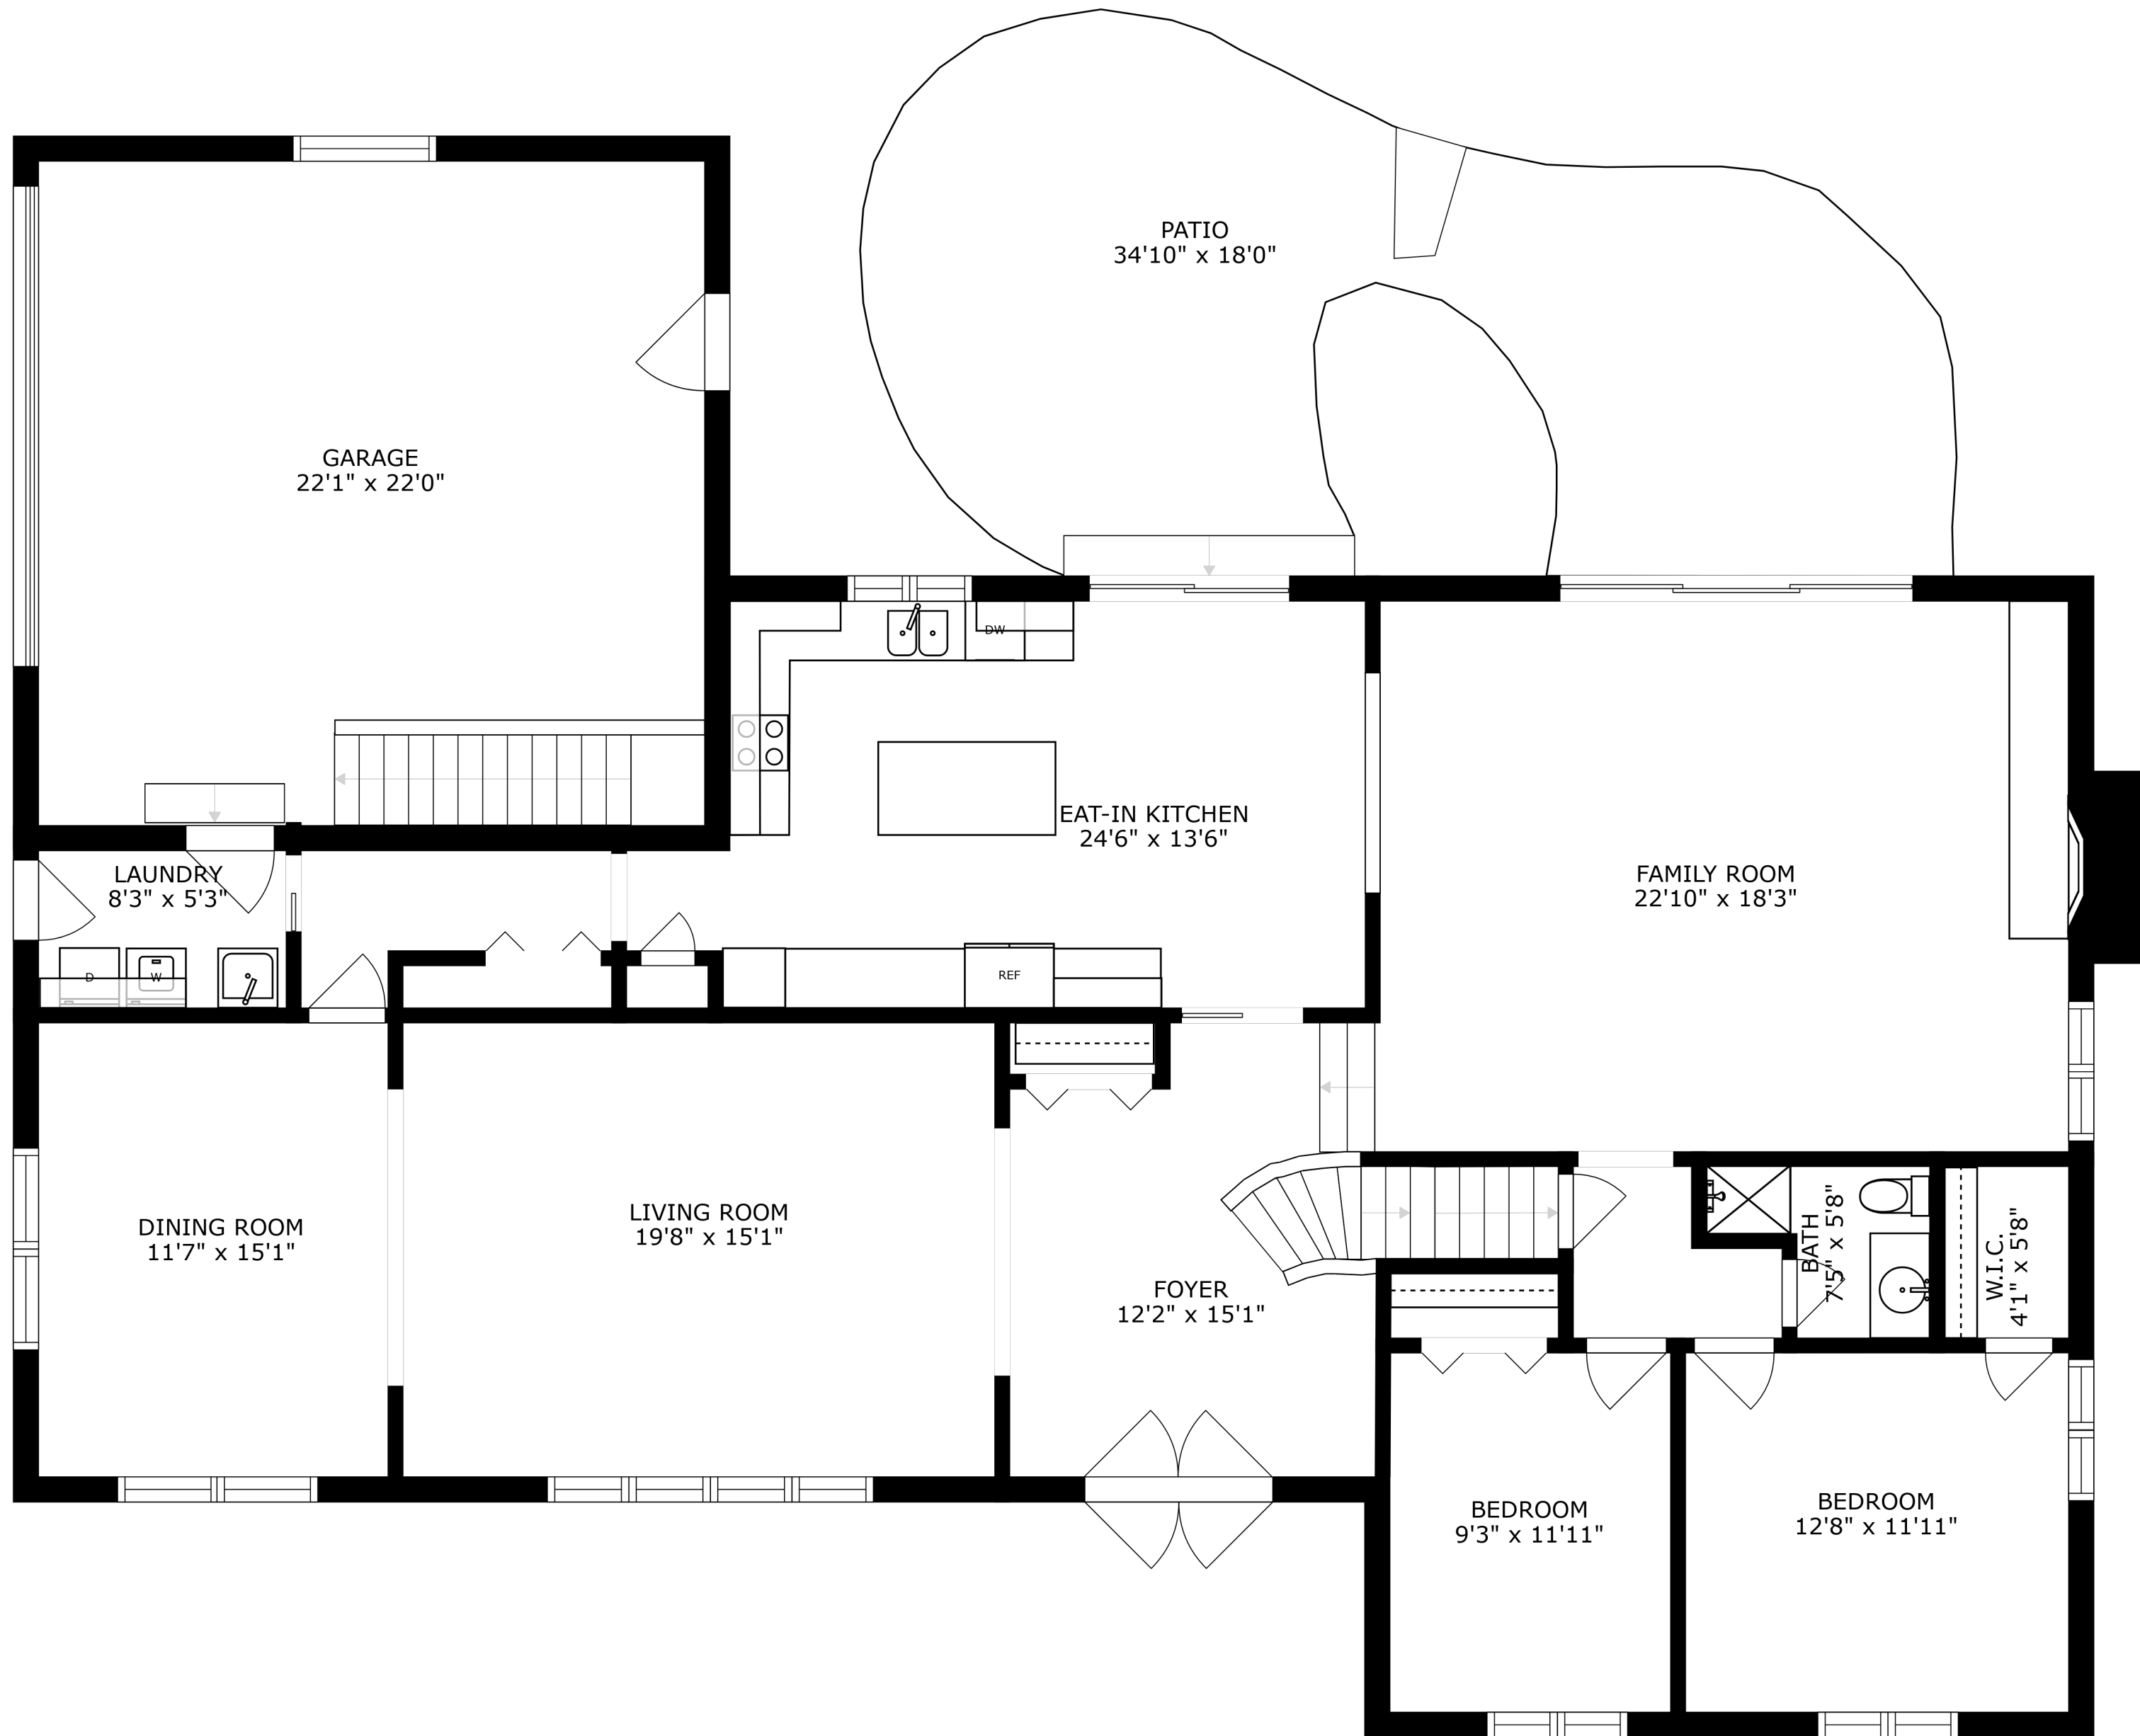 PATIO
34'10" x 18'0"
GARAGE
22'1" x 22'0"
DW
EAT-IN KITCHEN
24'6" x 13'6"
LAUNDRY
8'3" x 5'3"
FAMILY ROOM
22'10" x 18'3"
D
W
REF
DINING ROOM
11'7" x 15'1"
LIVING ROOM
19'8" x 15'1"
FOYER
12'2" x 15'1"
BATH
7'5" x 5'8"
W.I.C.
4'1" x 5'8"
BEDROOM
9'3" x 11'11"
BEDROOM
12'8" x 11'11"